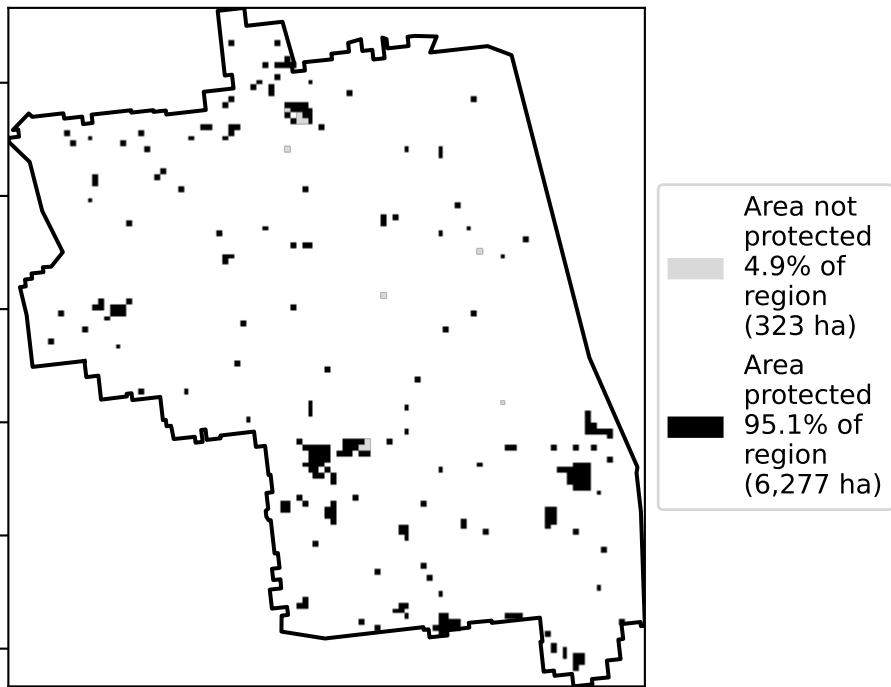 Area not
protected
4.9% of
region
(323 ha)
Area
protected
95.1% of
region
(6,277 ha)